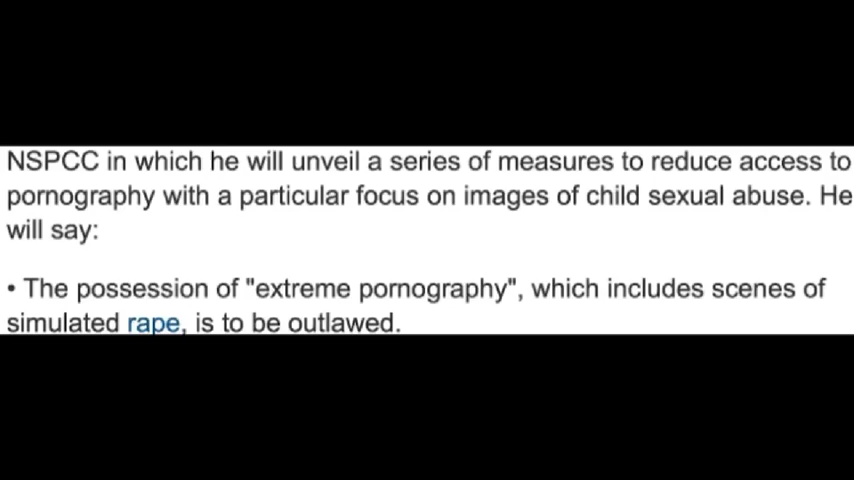 NSPCC in which he will unveil a series of measures to reduce access to
pornography with a particular focus on images of child sexual abuse. He
will say:
• The possession of "extreme pornography", which includes scenes of
simulated rape, is to be outlawed.